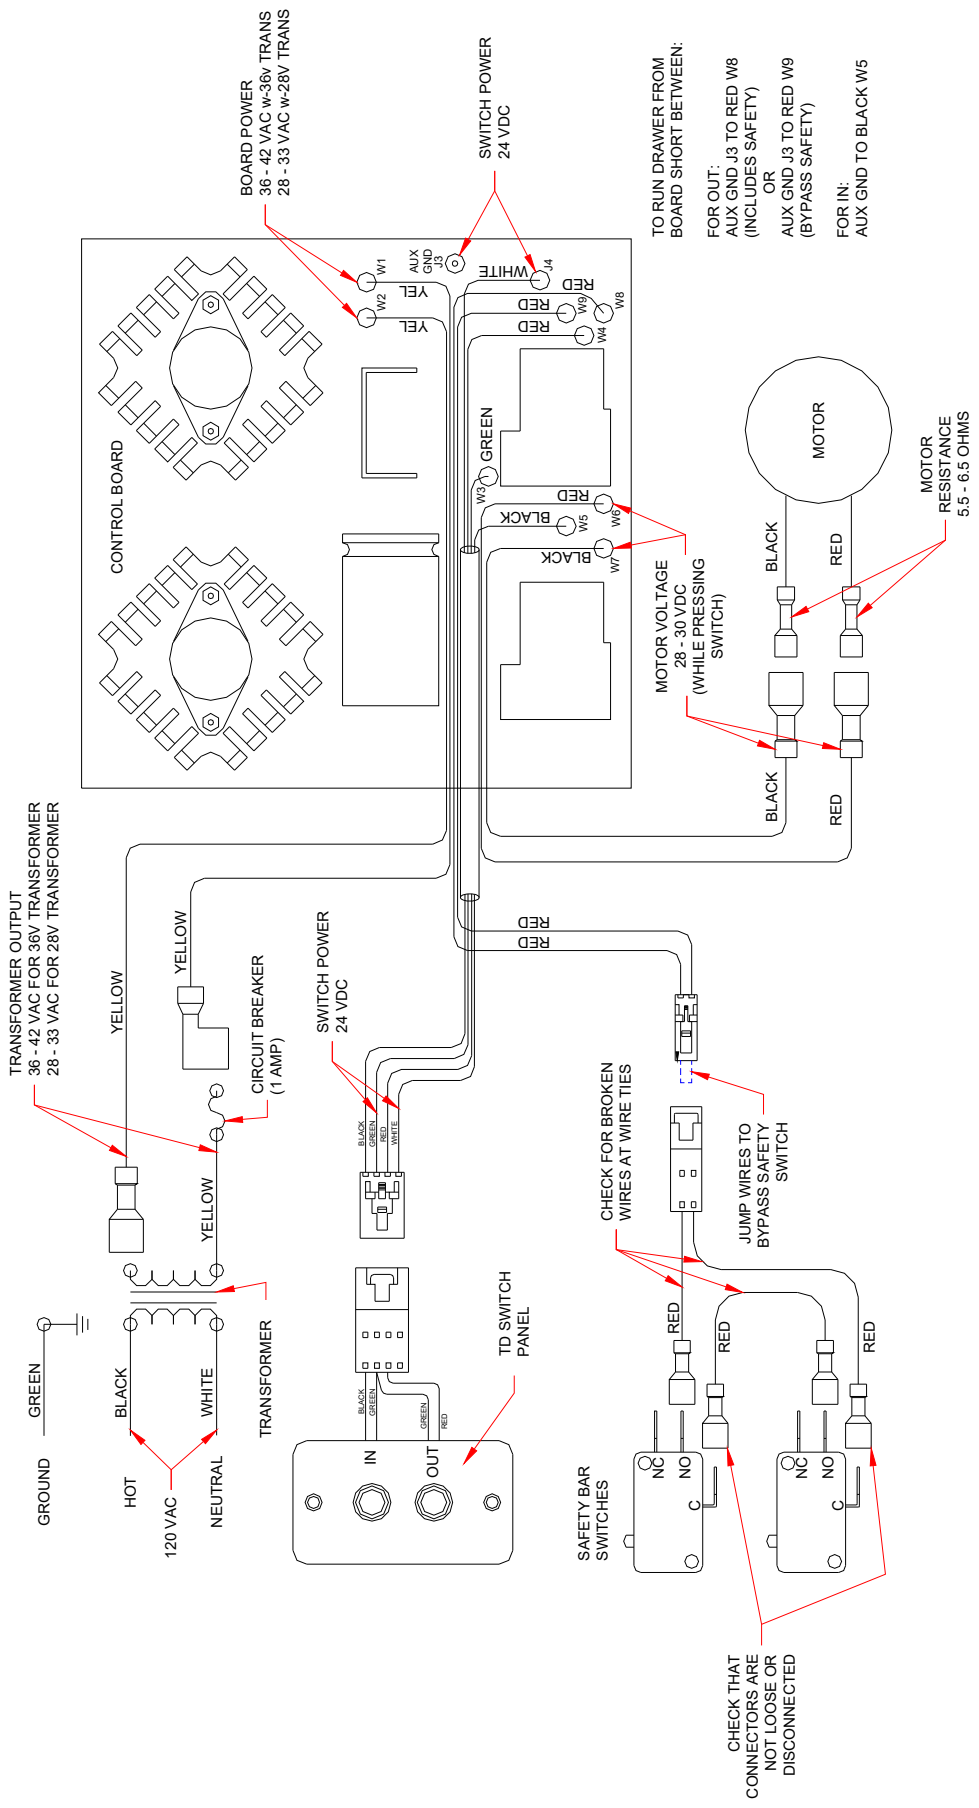 TRANSFORMER OUTPUT
36 - 42 VAC FOR 36V TRANSFORMER
28 - 33 VAC FOR 28V TRANSFORMER
BOARD POWER
36 - 42 VAC w-36v TRANS
28 - 33 VAC w-28V TRANS
GROUND
GREEN
HOT
BLACK
120 VAC
NEUTRAL
WHITE
TRANSFORMER
YELLOW
YELLOW
YELLOW
CIRCUIT BREAKER
(1 AMP)
CONTROL BOARD
W1
YEL
W2
YEL
AUX
GND
J3
SWITCH POWER
24 VDC
WHITE
J4
RED
W8
RED
W9
RED
W4
GREEN
W3
RED
W6
BLACK
W5
BLACK
W7
SWITCH POWER
24 VDC
BLACK
GREEN
RED
WHITE
BLACK
GREEN
GREEN
RED
IN
OUT
TD SWITCH
PANEL
RED
RED
TO RUN DRAWER FROM
BOARD SHORT BETWEEN:
FOR OUT:
AUX GND J3 TO RED W8
(INCLUDES SAFETY)
OR
AUX GND J3 TO RED W9
(BYPASS SAFETY)
FOR IN:
AUX GND TO BLACK W5
MOTOR VOLTAGE
28 - 30 VDC
(WHILE PRESSING
SWITCH)
BLACK
RED
BLACK
RED
MOTOR
MOTOR
RESISTANCE
5.5 - 6.5 OHMS
CHECK FOR BROKEN
WIRES AT WIRE TIES
JUMP WIRES TO
BYPASS SAFETY
SWITCH
SAFETY BAR
SWITCHES
NC
NO
C
RED
RED
NC
NO
C
RED
CHECK THAT
CONNECTORS ARE
NOT LOOSE OR
DISCONNECTED